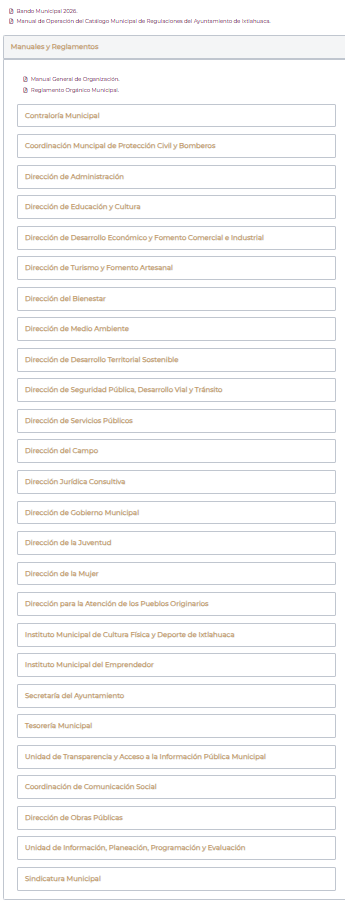 Bando Municipal 2026.
Manual de Operación del Catálogo Municipal de Regulaciones del Ayuntamiento de Ixtlahuaca.
Manuales y Reglamentos
Manual General de Organización.
Reglamento Orgánico Municipal.
Contraloría Municipal
Coordinación Muncipal de Protección Civil y Bomberos
Dirección de Administración
Dirección de Educación y Cultura
Dirección de Desarrollo Económico y Fomento Comercial e Industrial
Dirección de Turismo y Fomento Artesanal
Dirección del Bienestar
Dirección de Medio Ambiente
Dirección de Desarrollo Territorial Sostenible
Dirección de Seguridad Pública, Desarrollo Vial y Tránsito
Dirección de Servicios Públicos
Dirección del Campo
Dirección Jurídica Consultiva
Dirección de Gobierno Municipal
Dirección de la Juventud
Dirección de la Mujer
Dirección para la Atención de los Pueblos Originarios
Instituto Municipal de Cultura Física y Deporte de Ixtlahuaca
Instituto Municipal del Emprendedor
Secretaría del Ayuntamiento
Tesorería Municipal
Unidad de Transparencia y Acceso a la Información Pública Municipal
Coordinación de Comunicación Social
Dirección de Obras Públicas
Unidad de Información, Planeación, Programación y Evaluación
Sindicatura Municipal